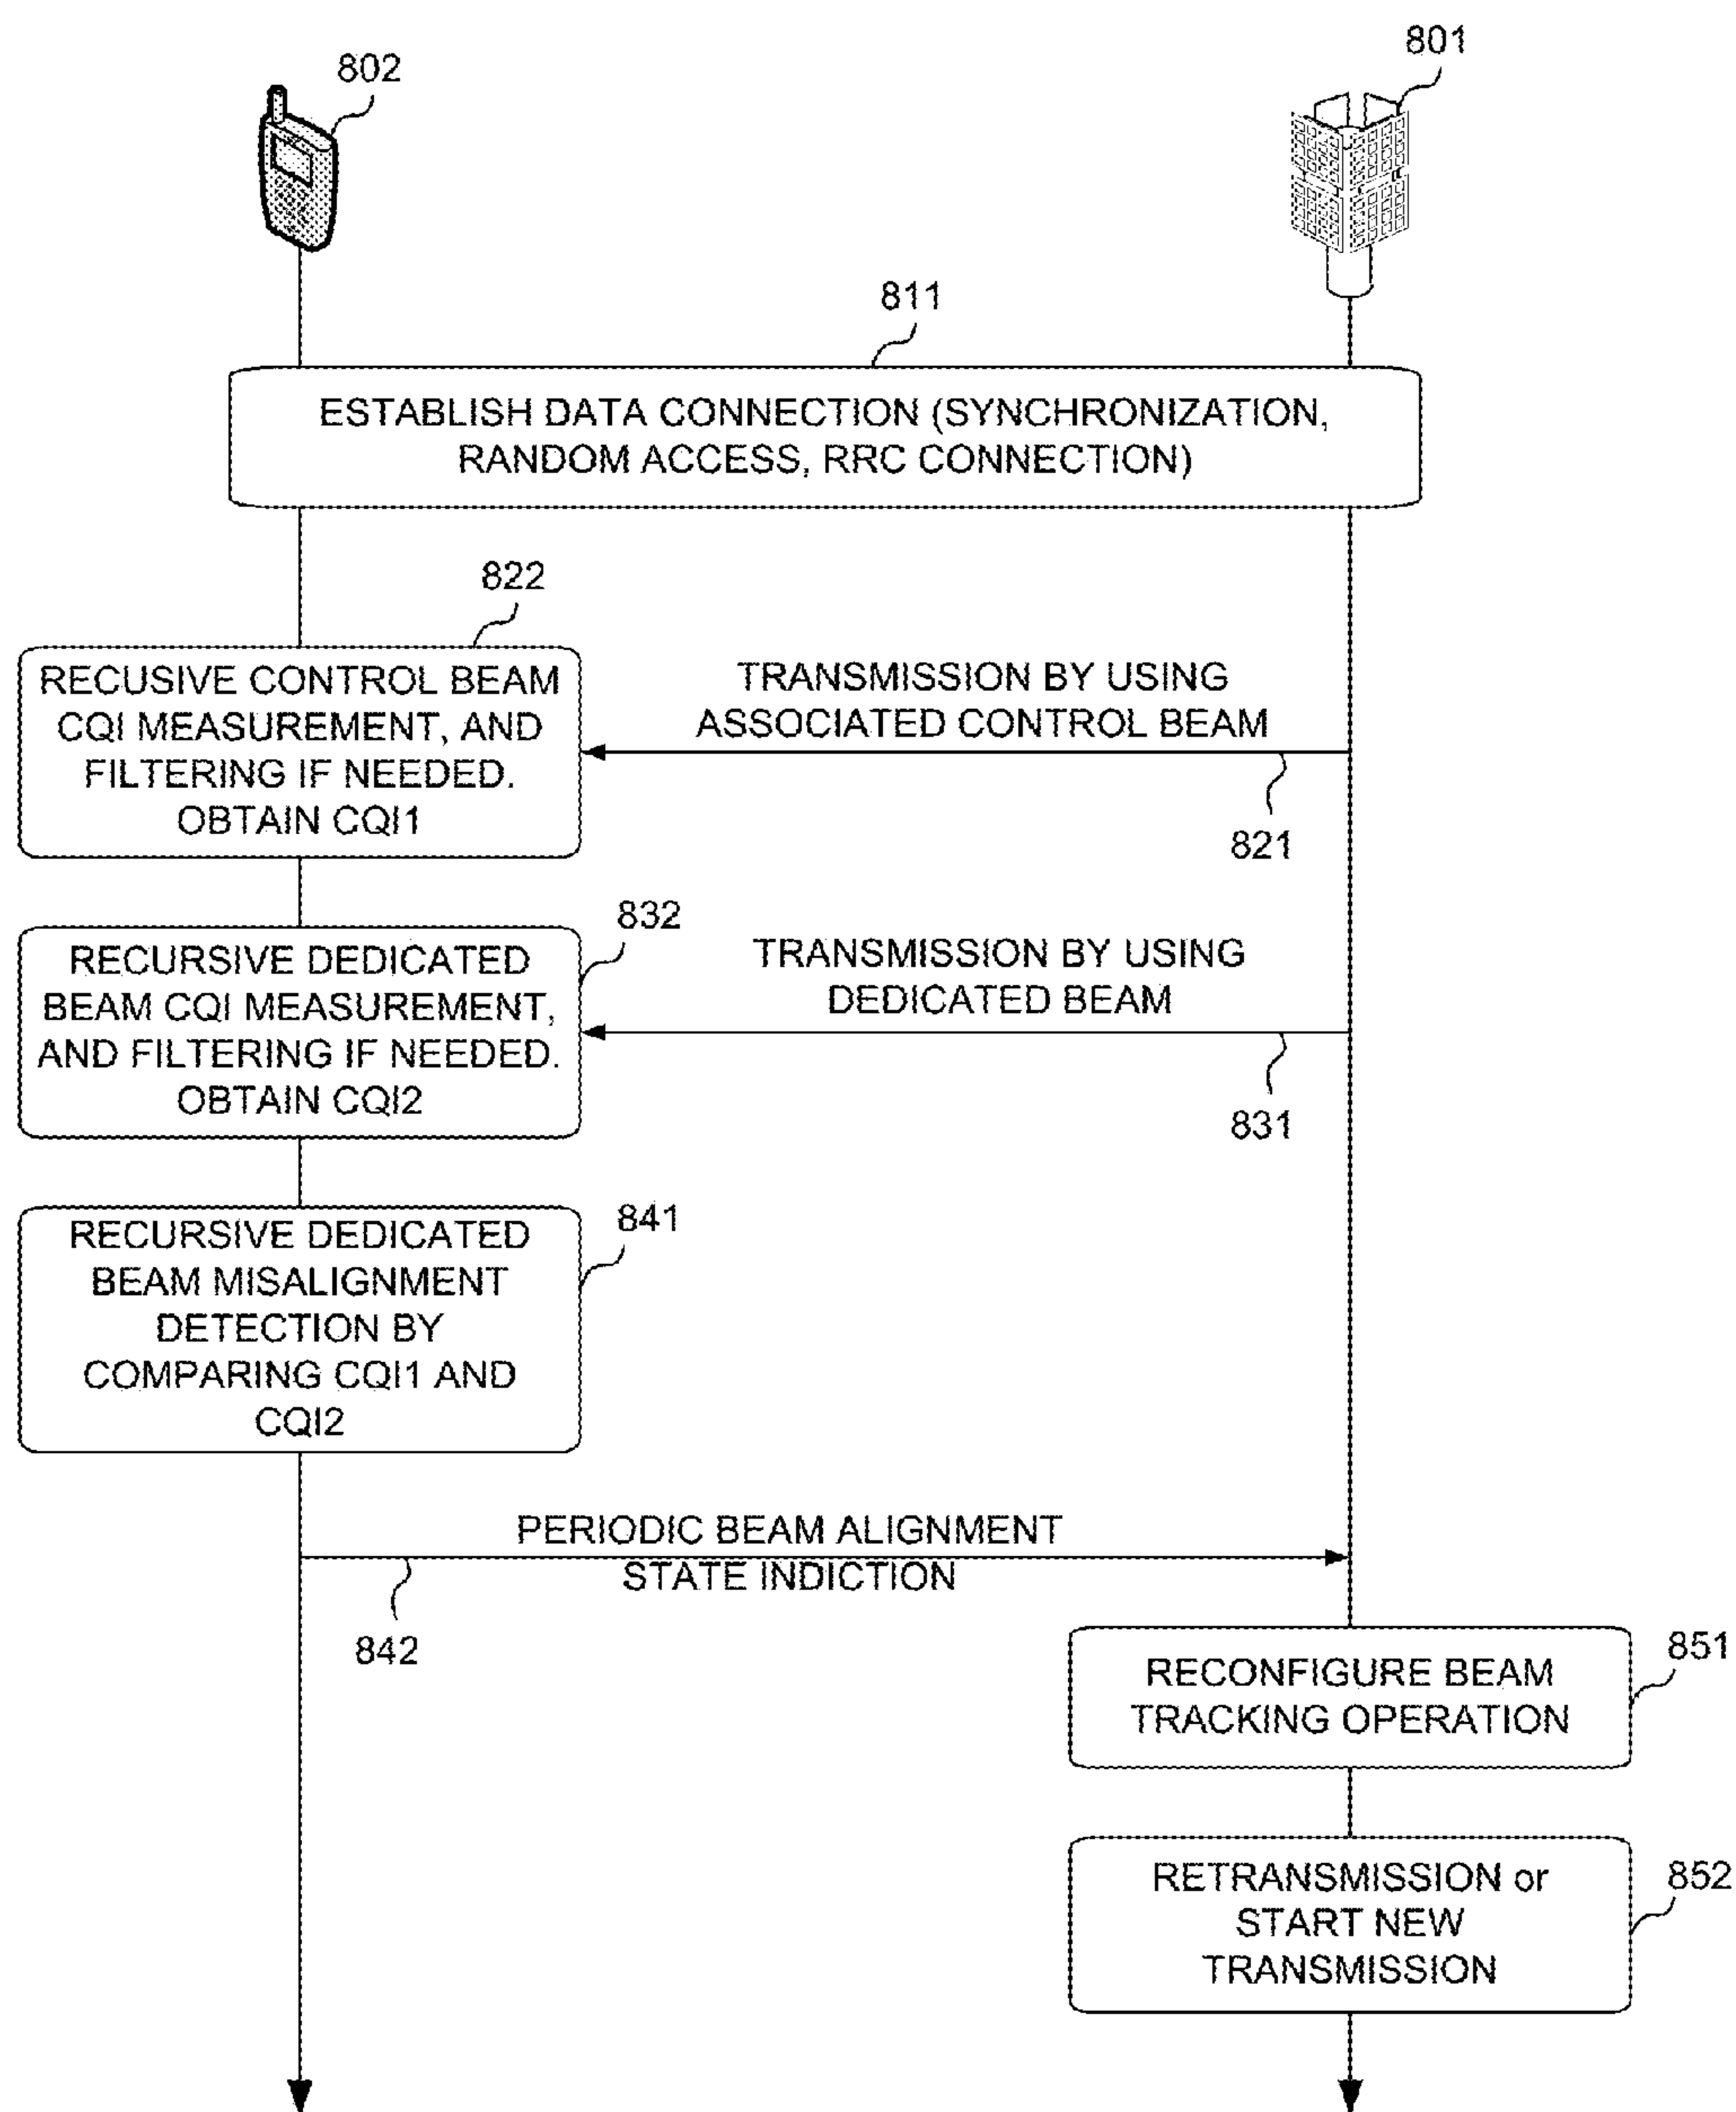 802
801
811
ESTABLISH DATA CONNECTION (SYNCHRONIZATION,
RANDOM ACCESS, RRC CONNECTION)
822
RECUSIVE CONTROL BEAM
CQI MEASUREMENT, AND
FILTERING IF NEEDED.
OBTAIN CQI1
TRANSMISSION BY USING
ASSOCIATED CONTROL BEAM
821
832
RECURSIVE DEDICATED
BEAM CQI MEASUREMENT,
AND FILTERING IF NEEDED.
OBTAIN CQI2
TRANSMISSION BY USING
DEDICATED BEAM
831
841
RECURSIVE DEDICATED
BEAM MISALIGNMENT
DETECTION BY
COMPARING CQI1 AND
CQI2
PERIODIC BEAM ALIGNMENT
STATE INDICTION
842
851
RECONFIGURE BEAM
TRACKING OPERATION
852
RETRANSMISSION or
START NEW
TRANSMISSION